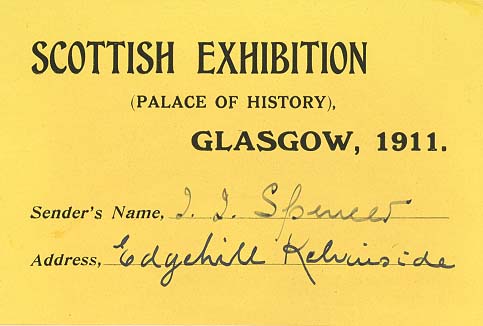 SCOTTISH EXHIBITION
(PALACE OF HISTORY),
GLASGOW, 1911.
Sender's Name, J. J. Spencer
Address, Edgehill Kelvinside